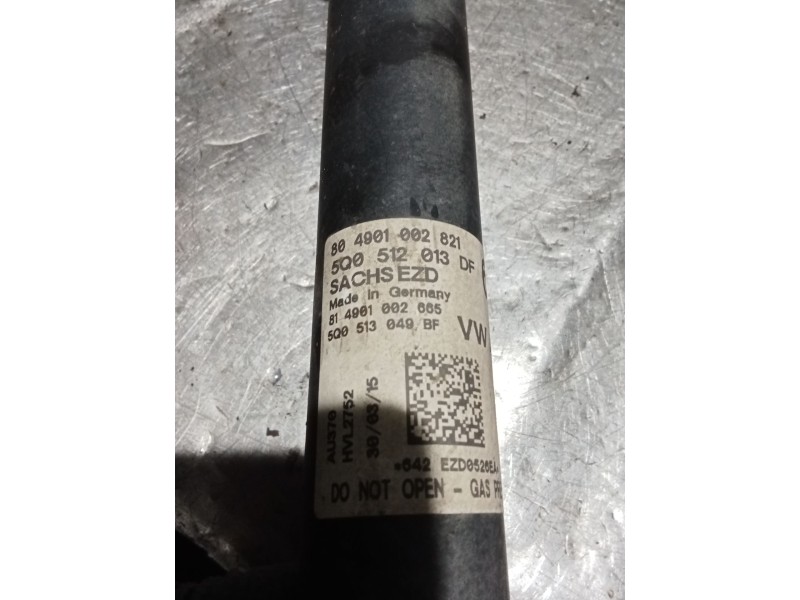 80 4901 002 821
5Q0 512 013 DF
SACHS EZD
Made in Germany
81 4901 002 665
5Q0 513 049 BF
VW
AU370
HVL2752
30/03/15
*642 EZD0526EA
DO NOT OPEN - GAS